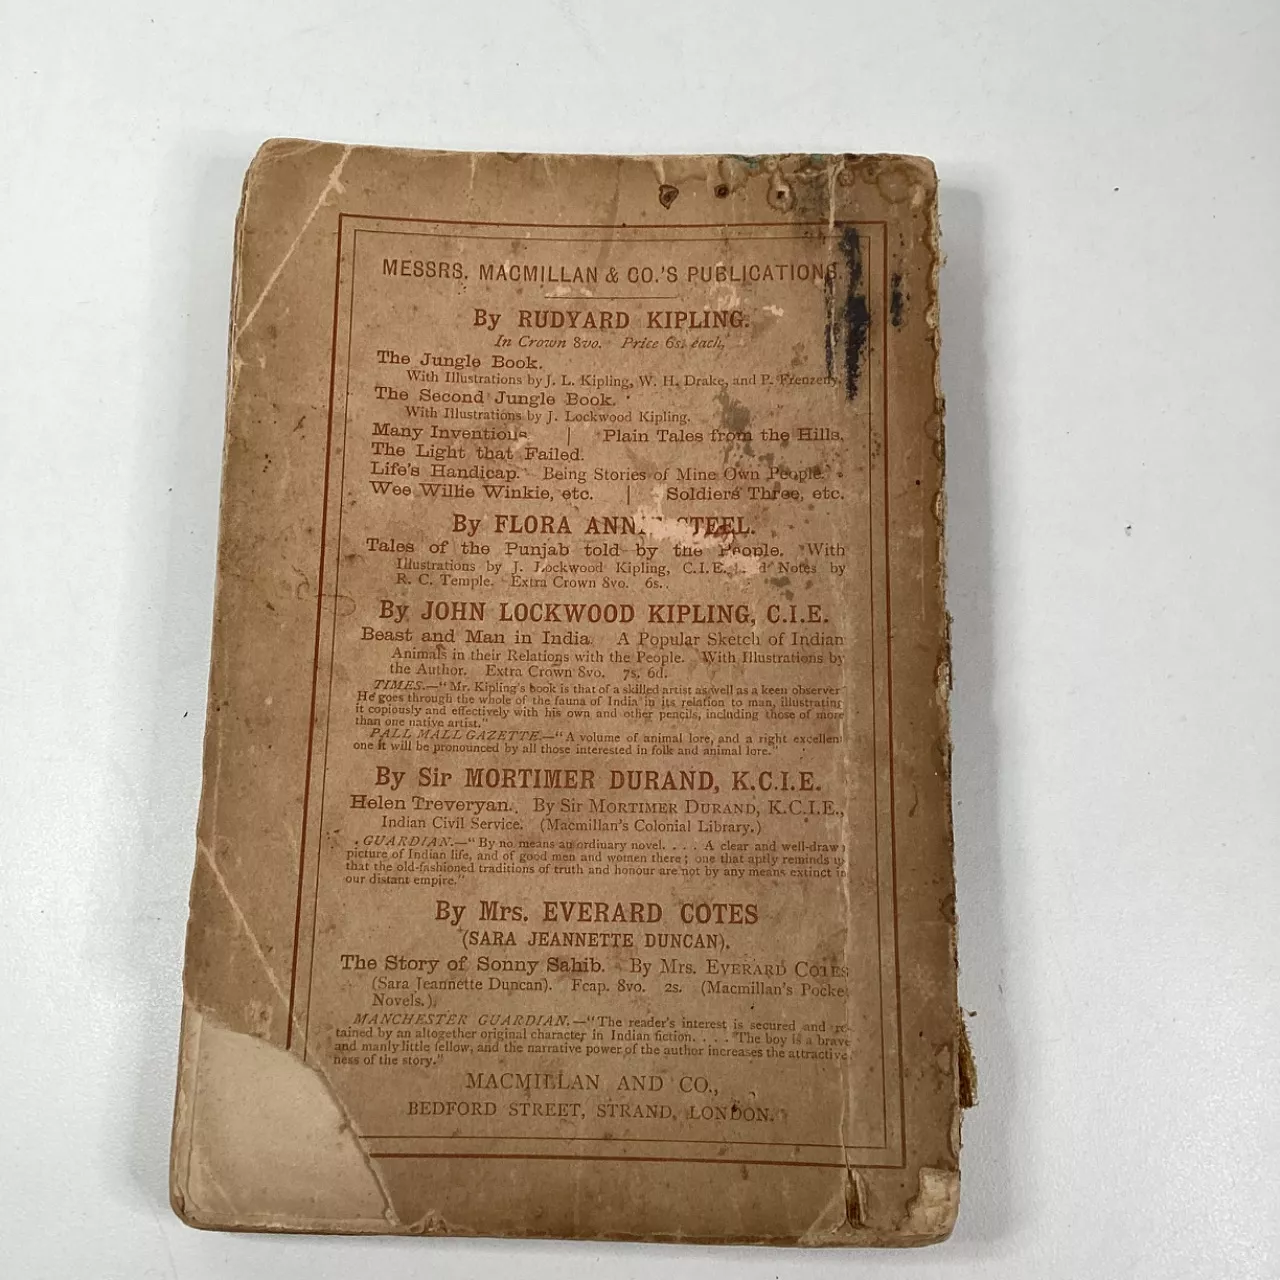 MESSRS. MACMILLAN & CO.'S PUBLICATIONS.
By RUDYARD KIPLING.
In Crown 8vo. Price 6s. each.
The Jungle Book.
With Illustrations by J. L. Kipling, W. H. Drake, and P. Frenzeny.
The Second Jungle Book.
With Illustrations by J. Lockwood Kipling.
Many Inventions | Plain Tales from the Hills.
The Light that Failed.
Life's Handicap. Being Stories of Mine Own People.
Wee Willie Winkie, etc. | Soldiers Three, etc.
By FLORA ANNIE STEEL.
Tales of the Punjab told by the People. With
Illustrations by J. Lockwood Kipling, C.I.E., Notes by
R. C. Temple. Extra Crown 8vo. 6s.
By JOHN LOCKWOOD KIPLING, C.I.E.
Beast and Man in India. A Popular Sketch of Indian
Animals in their Relations with the People. With Illustrations by
the Author. Extra Crown 8vo. 7s. 6d.
TIMES.—"Mr. Kipling's book is that of a skilled artist as well as a keen observer
He goes through the whole of the fauna of India in its relation to man, illustrating
it copiously and effectively with his own and other pencils, including those of more
than one native artist."
PALL MALL GAZETTE.—"A volume of animal lore, and a right excellen
one it will be pronounced by all those interested in folk and animal lore."
By Sir MORTIMER DURAND, K.C.I.E.
Helen Treveryan. By Sir MORTIMER DURAND, K.C.I.E.,
Indian Civil Service. (Macmillan's Colonial Library.)
GUARDIAN.—"By no means an ordinary novel. . . . A clear and well-drawn
picture of Indian life, and of good men and women there; one that aptly reminds u
that the old-fashioned traditions of truth and honour are not by any means extinct in
our distant empire."
By Mrs. EVERARD COTES
(SARA JEANNETTE DUNCAN).
The Story of Sonny Sahib. By Mrs. EVERARD COTES
(Sara Jeannette Duncan). Fcap. 8vo. 2s. (Macmillan's Pocke
Novels.)
MANCHESTER GUARDIAN.—"The reader's interest is secured and re-
tained by an altogether original character in Indian fiction. . . . The boy is a brave
and manly little fellow, and the narrative power of the author increases the attractive-
ness of the story."
MACMILLAN AND CO.,
BEDFORD STREET, STRAND, LONDON.